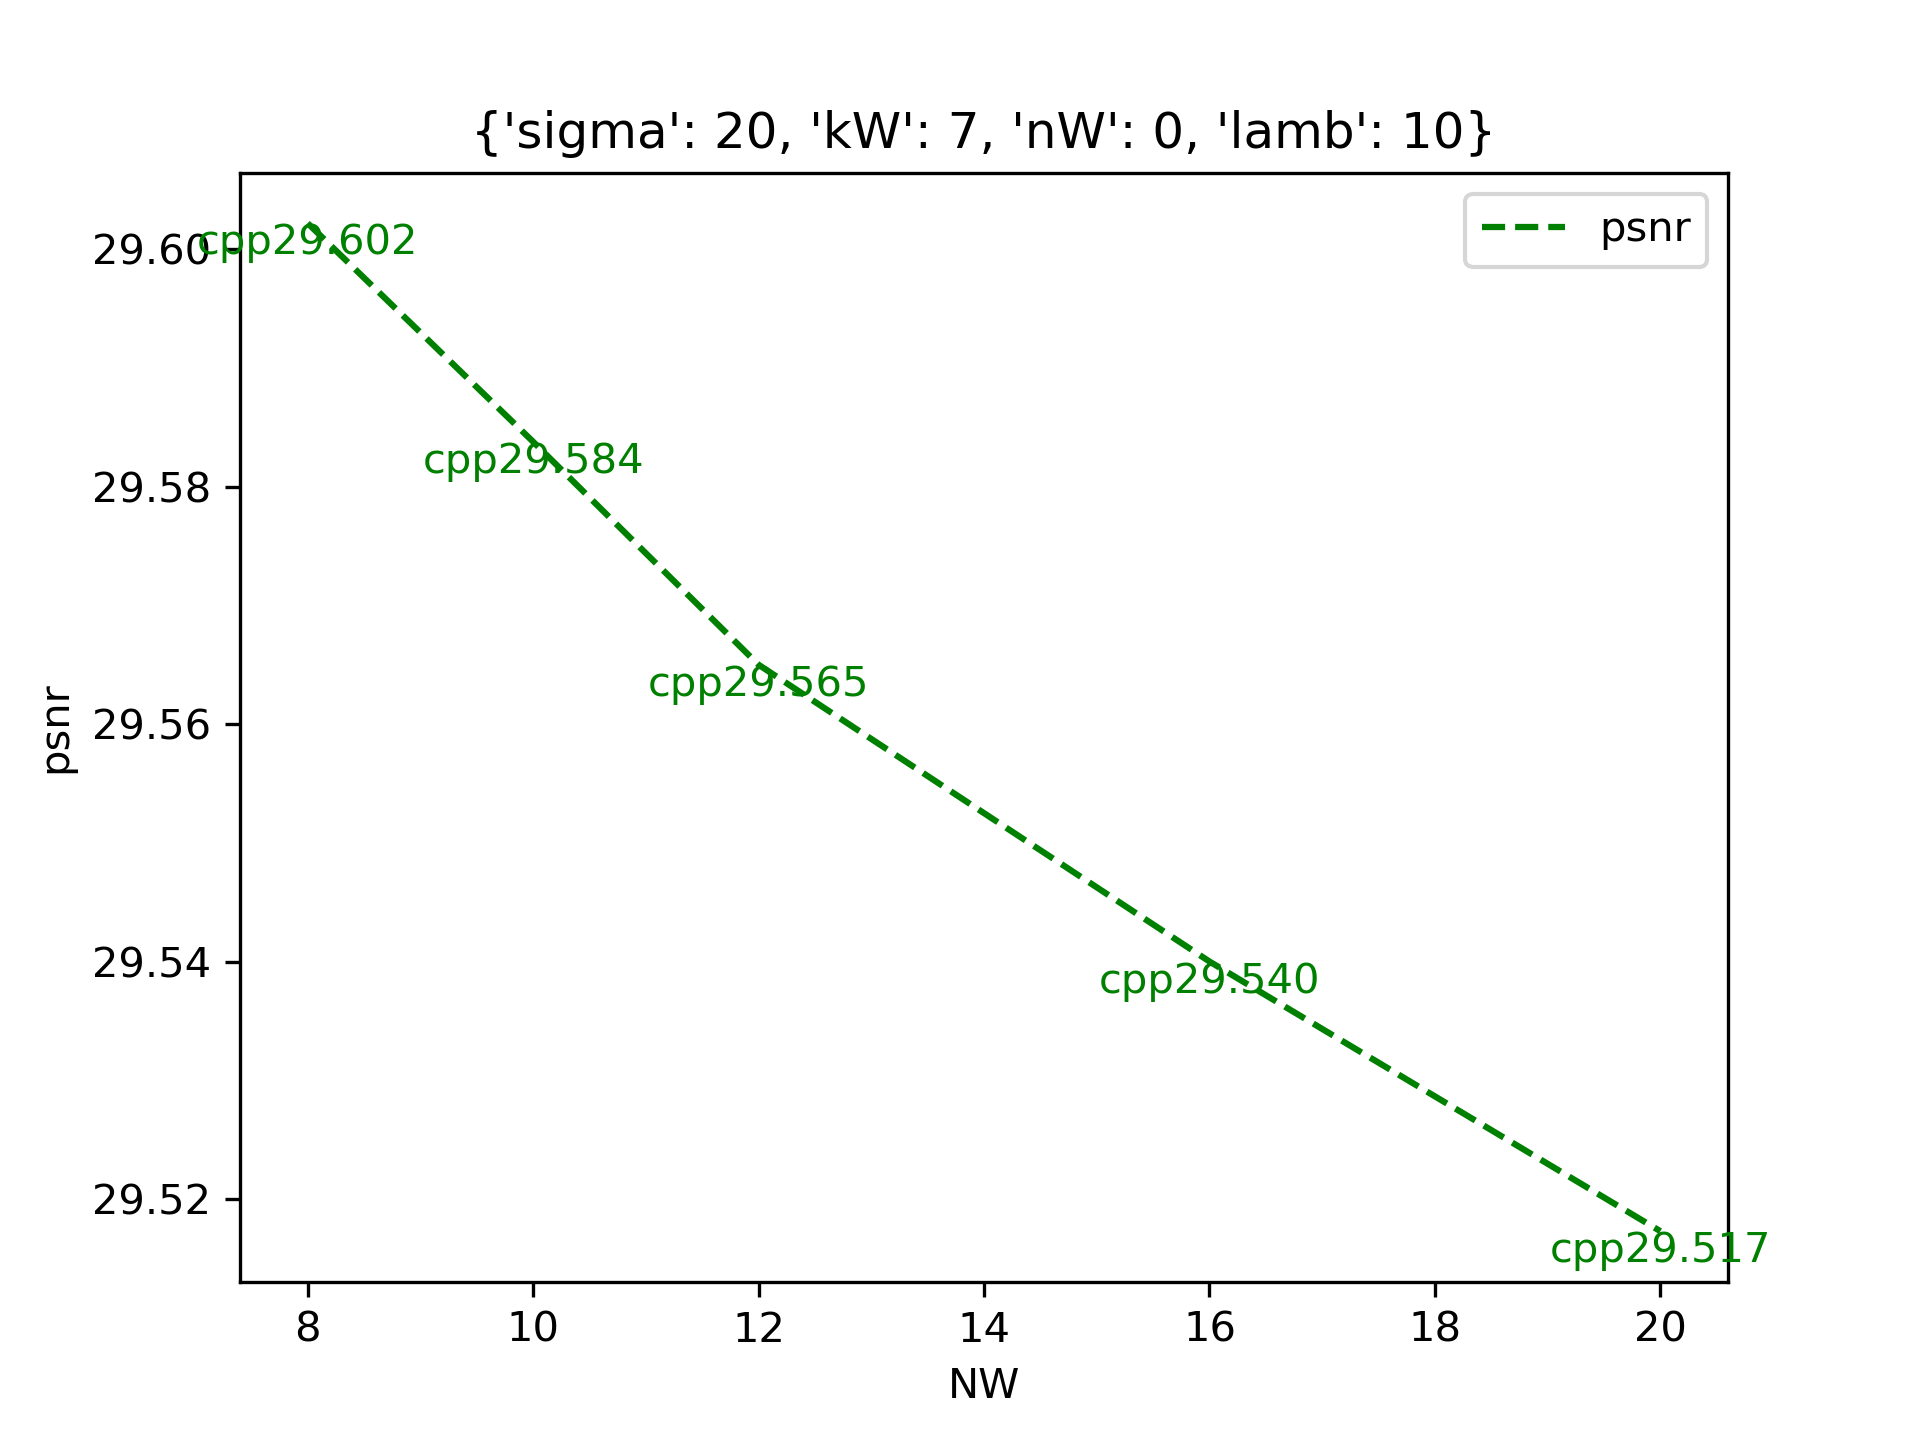 {'sigma': 20, 'kW': 7, 'nW': 0, 'lamb': 10}
psnr
29.60
cpp29.602
cpp29.584
29.58
cpp29.565
29.56
psnr
29.54
cpp29.540
29.52
cpp29.517
8 10 12 14 16 18 20
NW